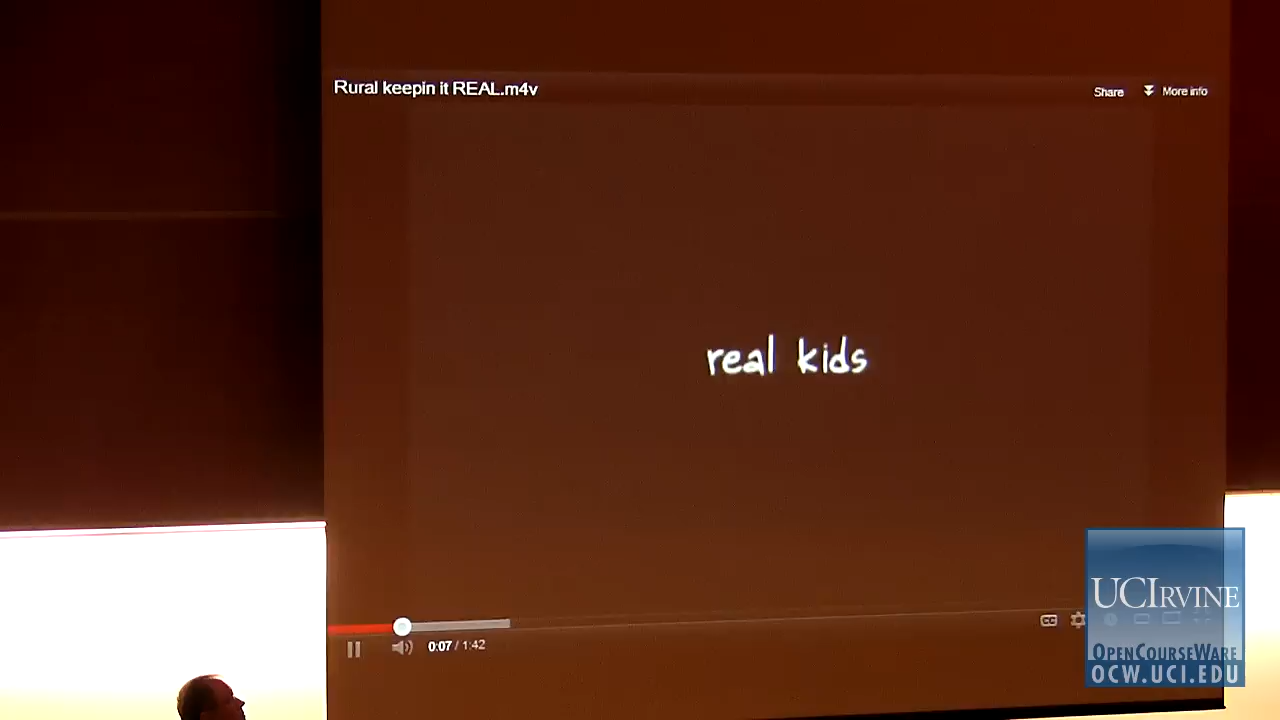 Rural keepin it REAL.m4v
Share
More info
real kids
0:07 / 1:42
CC
UCIRVINE
OPENCOURSEWARE
OCW.UCI.EDU